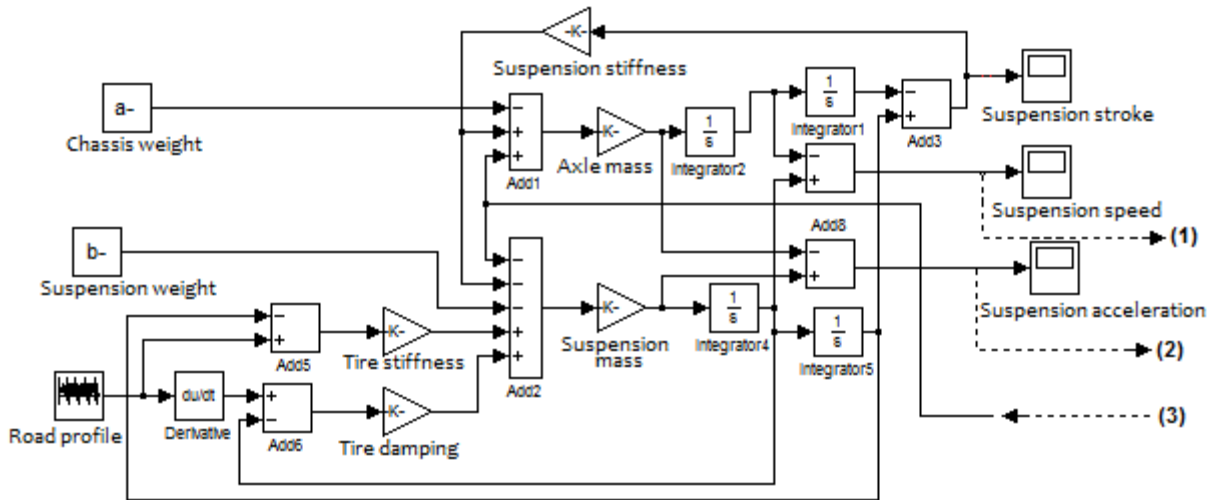 -K-
Suspension stiffness
a-
Chassis weight
−
+
+
Add1
K-
Axle mass
1
s
Integrator2
1
s
Integrator1
−
+
Add3
Suspension stroke
−
+
Add8
Suspension speed
(1)
b-
Suspension weight
−
−
−
+
+
Add2
K-
Suspension
mass
1
s
Integrator4
−
+
1
s
Integrator5
Suspension acceleration
(2)
−
+
Add5
K-
Tire stiffness
Road profile
du/dt
Derivative
+
−
Add6
K-
Tire damping
(3)